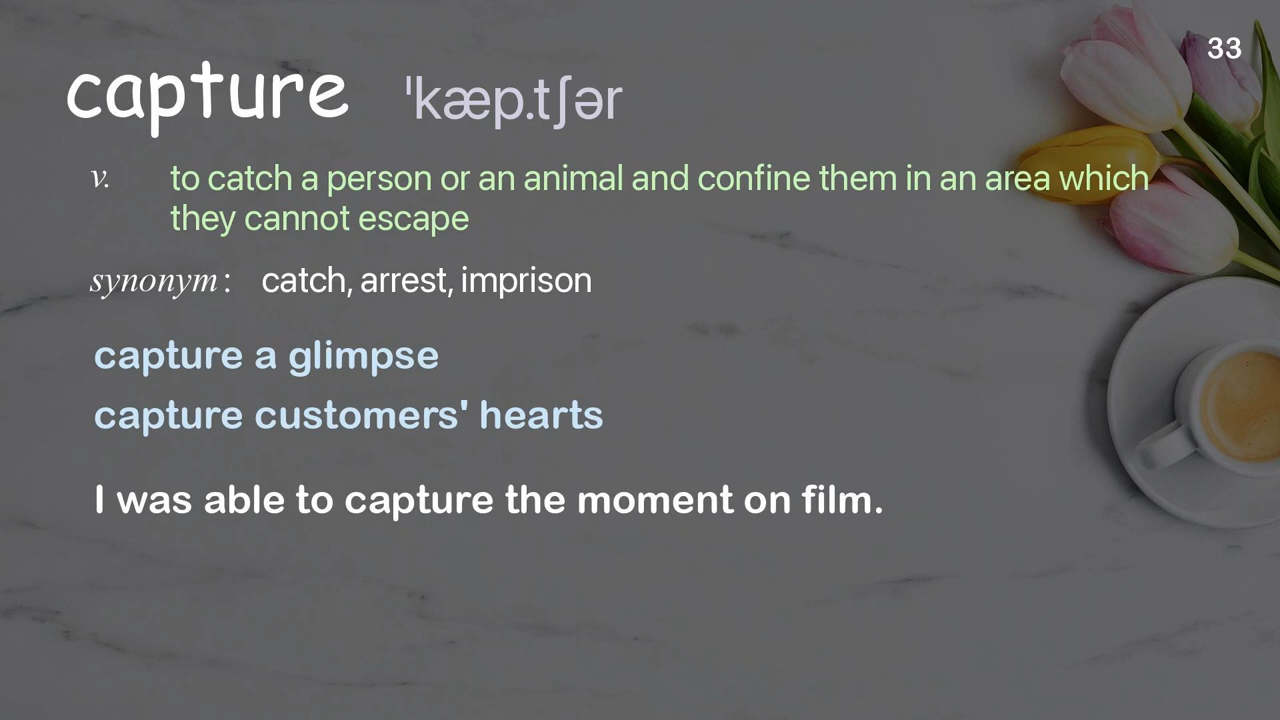 33
capture ˈkæp.tʃər
v. to catch a person or an animal and confine them in an area which
they cannot escape
synonym: catch, arrest, imprison
capture a glimpse
capture customers' hearts
I was able to capture the moment on film.